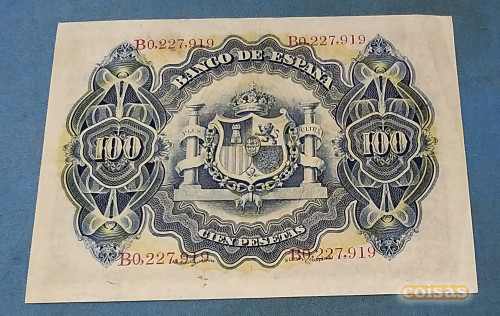 B0,227,919 B0,227,919
BANCO DE ESPAÑA
PLUS ULTRA
100 100
CIEN PESETAS
B0,227,919 B0,227,919
coisas